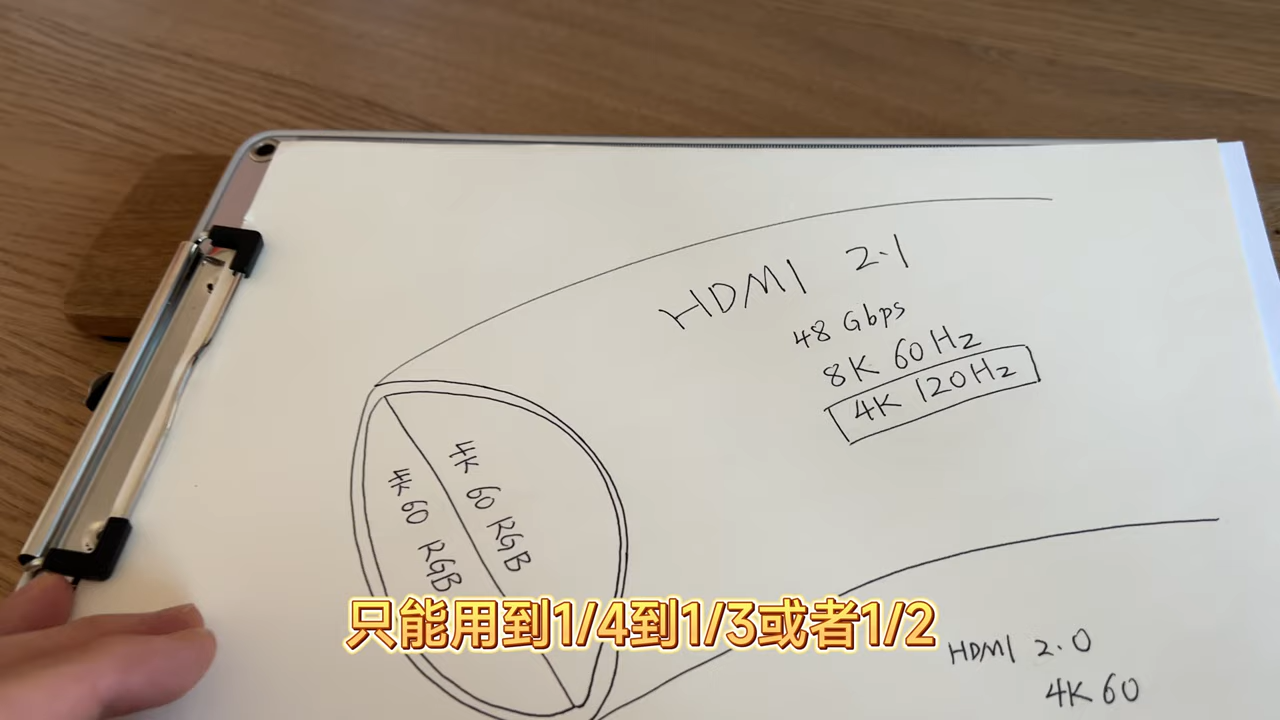 HDMI 2.1
48 Gbps
8K 60Hz
4K 120Hz
4K 60 RGB
4K 60 RGB
只能用到1/4到1/3或者1/2
HDMI 2.0
4K 60